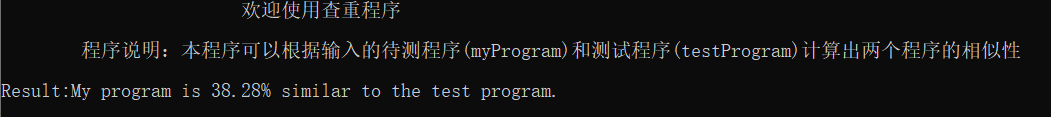 欢迎使用查重程序
程序说明：本程序可以根据输入的待测程序(myProgram)和测试程序(testProgram)计算出两个程序的相似性
Result:My program is 38.28% similar to the test program.